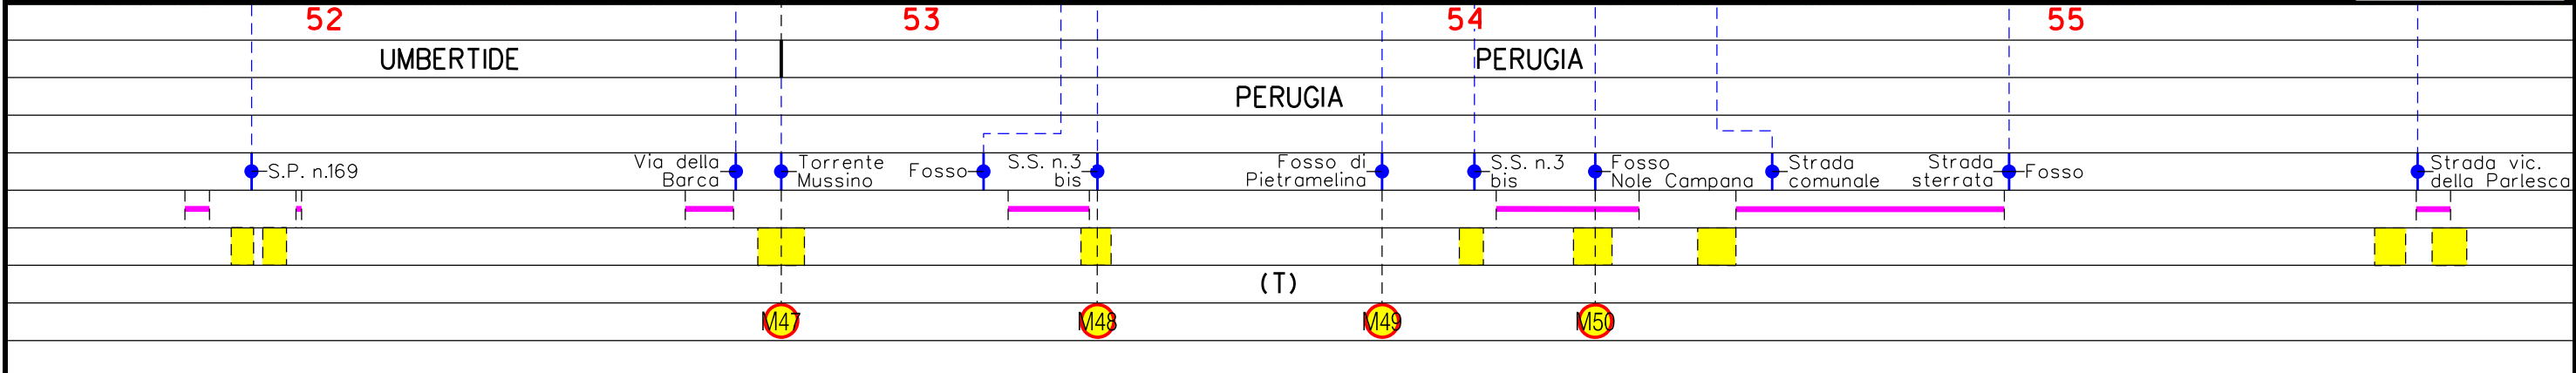 52 53 54 55
UMBERTIDE PERUGIA
PERUGIA
S.P. n.169
Via della
Barca
Torrente
Mussino
Fosso
S.S. n.3
bis
Fosso di
Pietramelina
S.S. n.3
bis
Fosso
Nole Campana
Strada
comunale
Strada
sterrata
Fosso
Strada vic.
della Parlesca
(T)
M47 M48 M49 M50